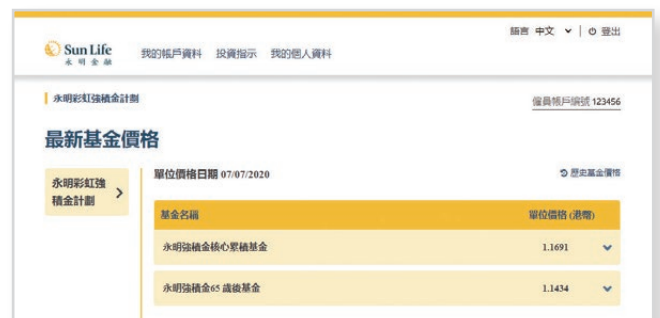 語言 中文 | 登出
Sun Life
永明金融
我的帳戶資料 投資指示 我的個人資料
永明彩虹強積金計劃
僱員帳戶編號 123456
最新基金價格
永明彩虹強
積金計劃
單位價格日期 07/07/2020
歷史基金價格
基金名稱 單位價格 (港幣)
永明強積金核心累積基金 1.1691
永明強積金65 歲後基金 1.1434